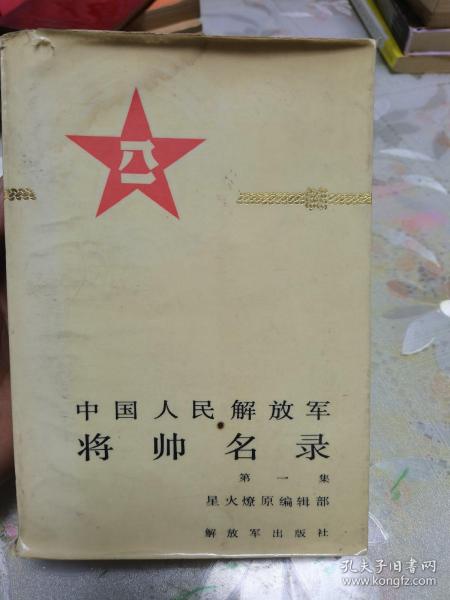 八一
中国人民解放军
将帅名录
第一集
星火燎原编辑部
解放军出版社
孔夫子旧书网
www.kongfz.com